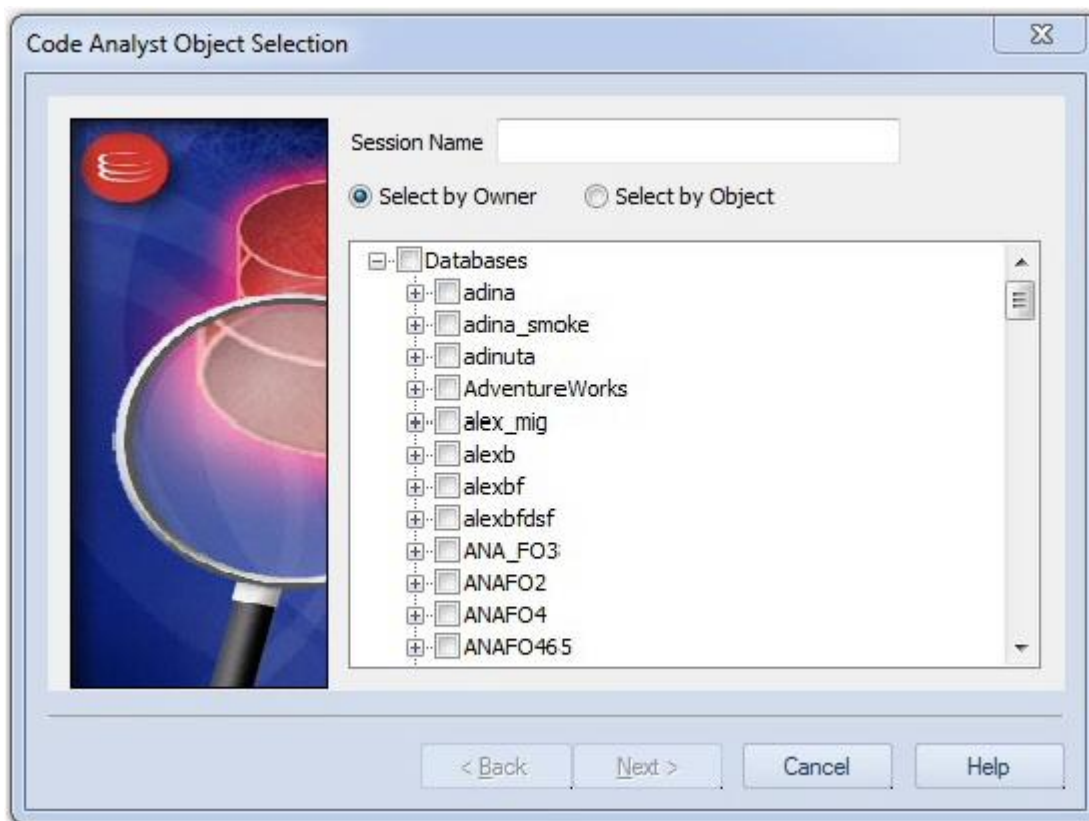 Code Analyst Object Selection
Session Name
Select by Owner Select by Object
Databases
adina
adina_smoke
adinuta
AdventureWorks
alex_mig
alexb
alexbf
alexbfdsf
ANA_FO3
ANAFO2
ANAFO4
ANAFO465
< Back Next > Cancel Help